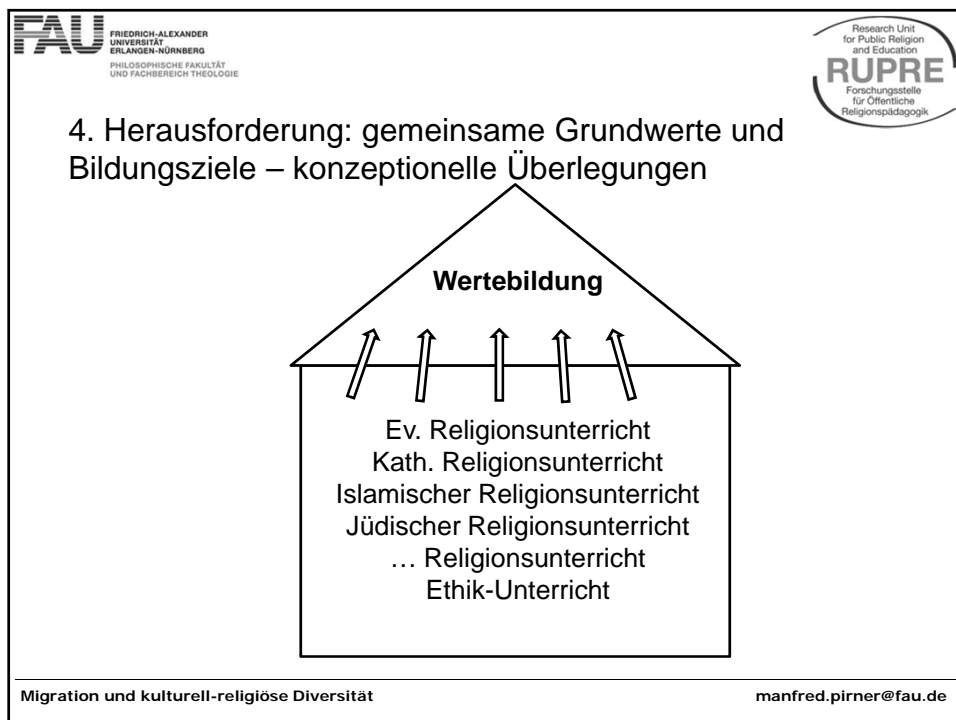 FAU
FRIEDRICH-ALEXANDER
UNIVERSITÄT
ERLANGEN-NÜRNBERG
PHILOSOPHISCHE FAKULTÄT
UND FACHBEREICH THEOLOGIE
Research Unit
for Public Religion
and Education
RUPRE
Forschungsstelle
für Öffentliche
Religionspädagogik
4. Herausforderung: gemeinsame Grundwerte und
Bildungsziele – konzeptionelle Überlegungen
Wertebildung
Ev. Religionsunterricht
Kath. Religionsunterricht
Islamischer Religionsunterricht
Jüdischer Religionsunterricht
… Religionsunterricht
Ethik-Unterricht
Migration und kulturell-religiöse Diversität
manfred.pirner@fau.de